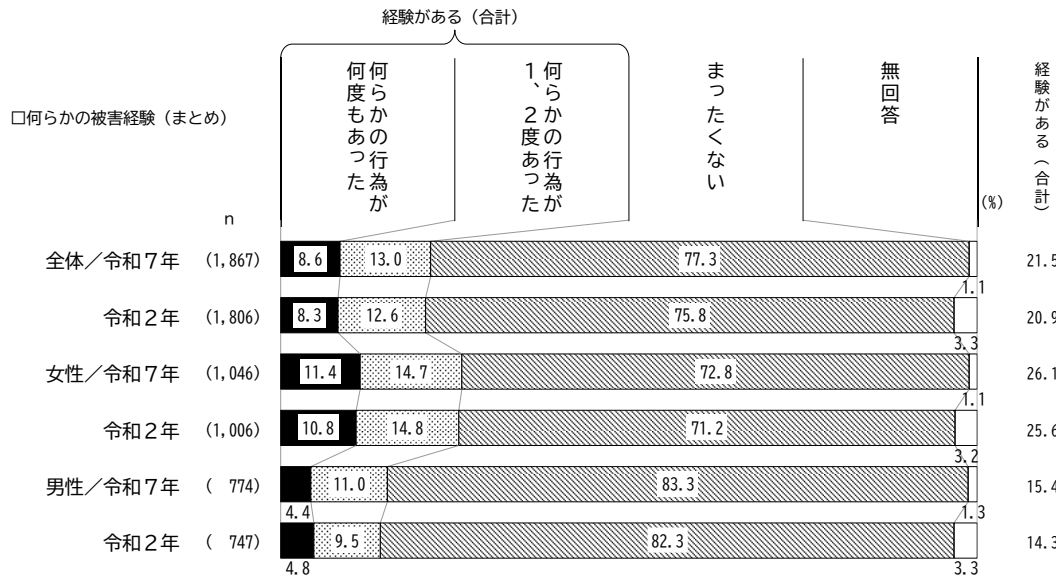 経験がある（合計）
何らかの行為が何度もあった
何らかの行為が１、２度あった
まったくない
無回答
経験がある（合計）
□何らかの被害経験（まとめ）
(%)
n
全体／令和７年 (1,867) 8.6 13.0 77.3 1.1 21.5
令和２年 (1,806) 8.3 12.6 75.8 3.3 20.9
女性／令和７年 (1,046) 11.4 14.7 72.8 1.1 26.1
令和２年 (1,006) 10.8 14.8 71.2 3.2 25.6
男性／令和７年 ( 774) 4.4 11.0 83.3 1.3 15.4
令和２年 ( 747) 4.8 9.5 82.3 3.3 14.3